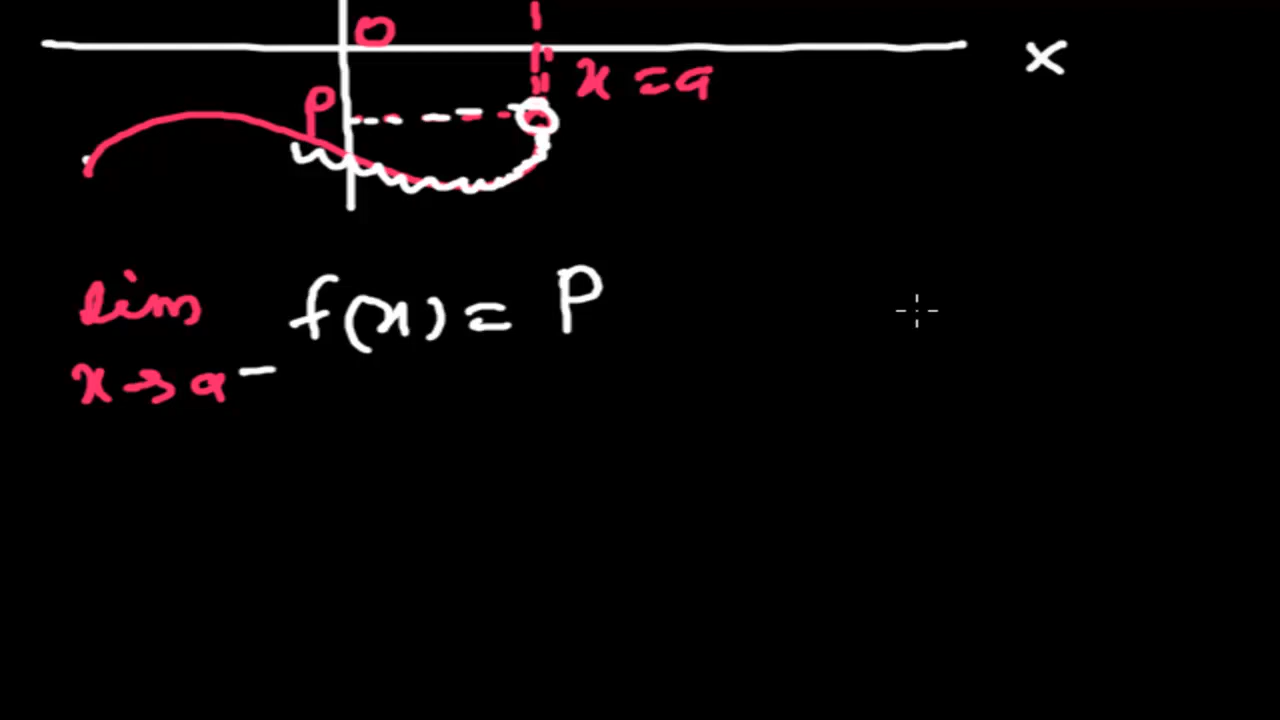 O
x
x = a
P
lim f(x) = P
x → a⁻